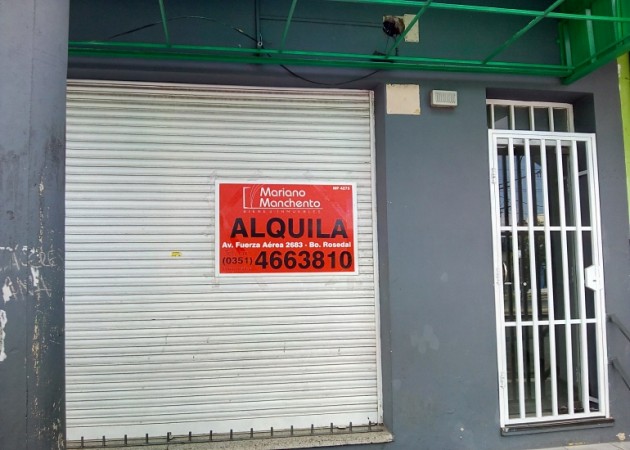 Mariano
Manchento
ALQUILA
Av. Fuerza Aérea 2683 - Bo. Rosedal
(0351) 4663810